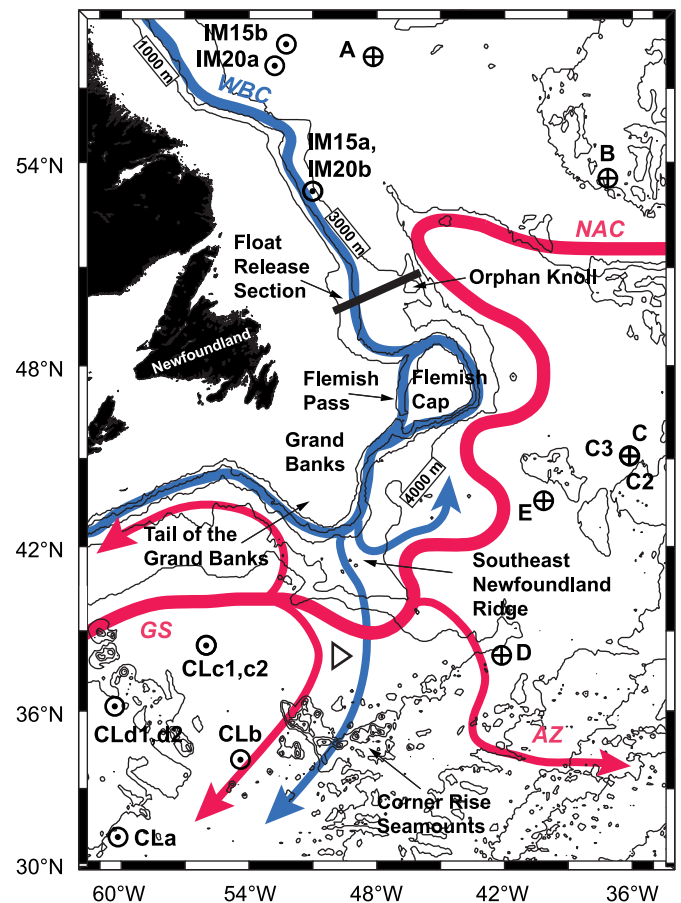 IM15b
A
IM20a
1000 m
WBC
IM15a,
IM20b
54°N
B
3000 m
NAC
Float
Release
Section
Orphan Knoll
Newfoundland
48°N
Flemish
Pass
Flemish
Cap
Grand
Banks
C
C3
C2
4000 m
E
Tail of the
Grand Banks
42°N
Southeast
Newfoundland
Ridge
GS
CLc1,c2
D
CLd1,d2
36°N
CLb
AZ
Corner Rise
Seamounts
CLa
30°N
60°W
54°W
48°W
42°W
36°W